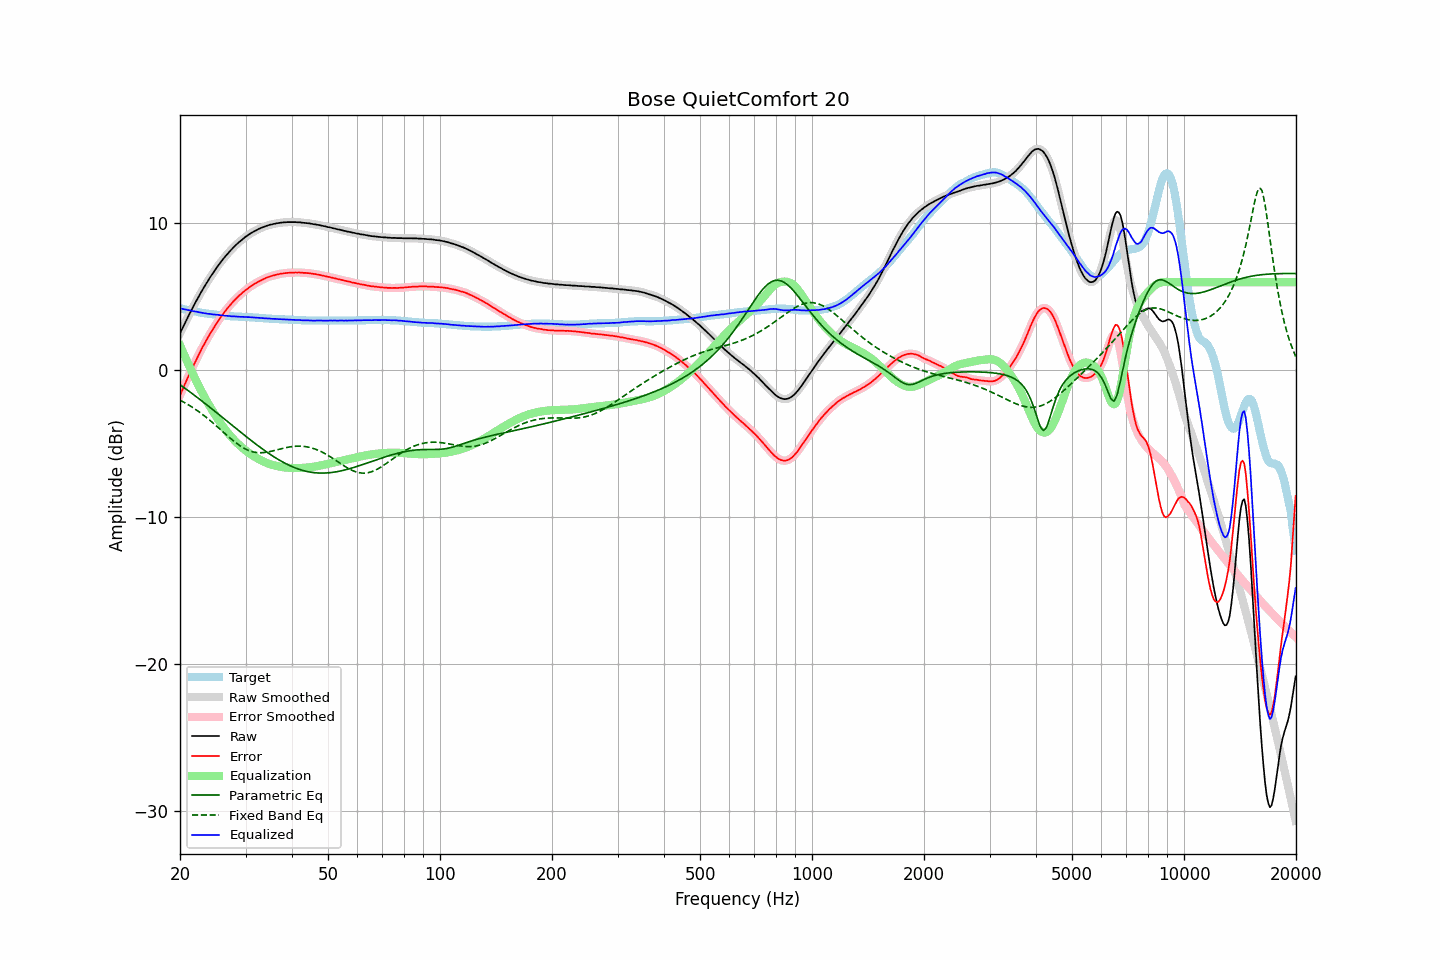 Bose QuietComfort 20
Amplitude (dBr)
10
0
−10
−20
−30
Target
Raw Smoothed
Error Smoothed
Raw
Error
Equalization
Parametric Eq
Fixed Band Eq
Equalized
20 50 100 200 500 1000 2000 5000 10000 20000
Frequency (Hz)